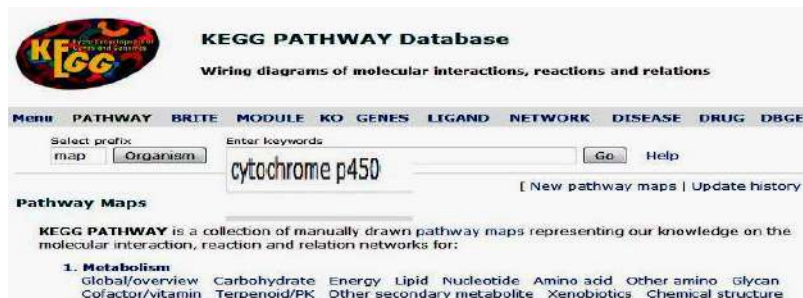 KEGG
KEGG PATHWAY Database
Wiring diagrams of molecular interactions, reactions and relations
Menu PATHWAY BRITE MODULE KO GENES LIGAND NETWORK DISEASE DRUG DBGE
Select prefix Enter keywords
map Organism cytochrome p450 Go Help
[ New pathway maps | Update history
Pathway Maps
KEGG PATHWAY is a collection of manually drawn pathway maps representing our knowledge on the
molecular interaction, reaction and relation networks for:
1. Metabolism
Global/overview Carbohydrate Energy Lipid Nucleotide Amino acid Other amino Glycan
Cofactor/vitamin Terpenoid/PK Other secondary metabolite Xenobiotics Chemical structure